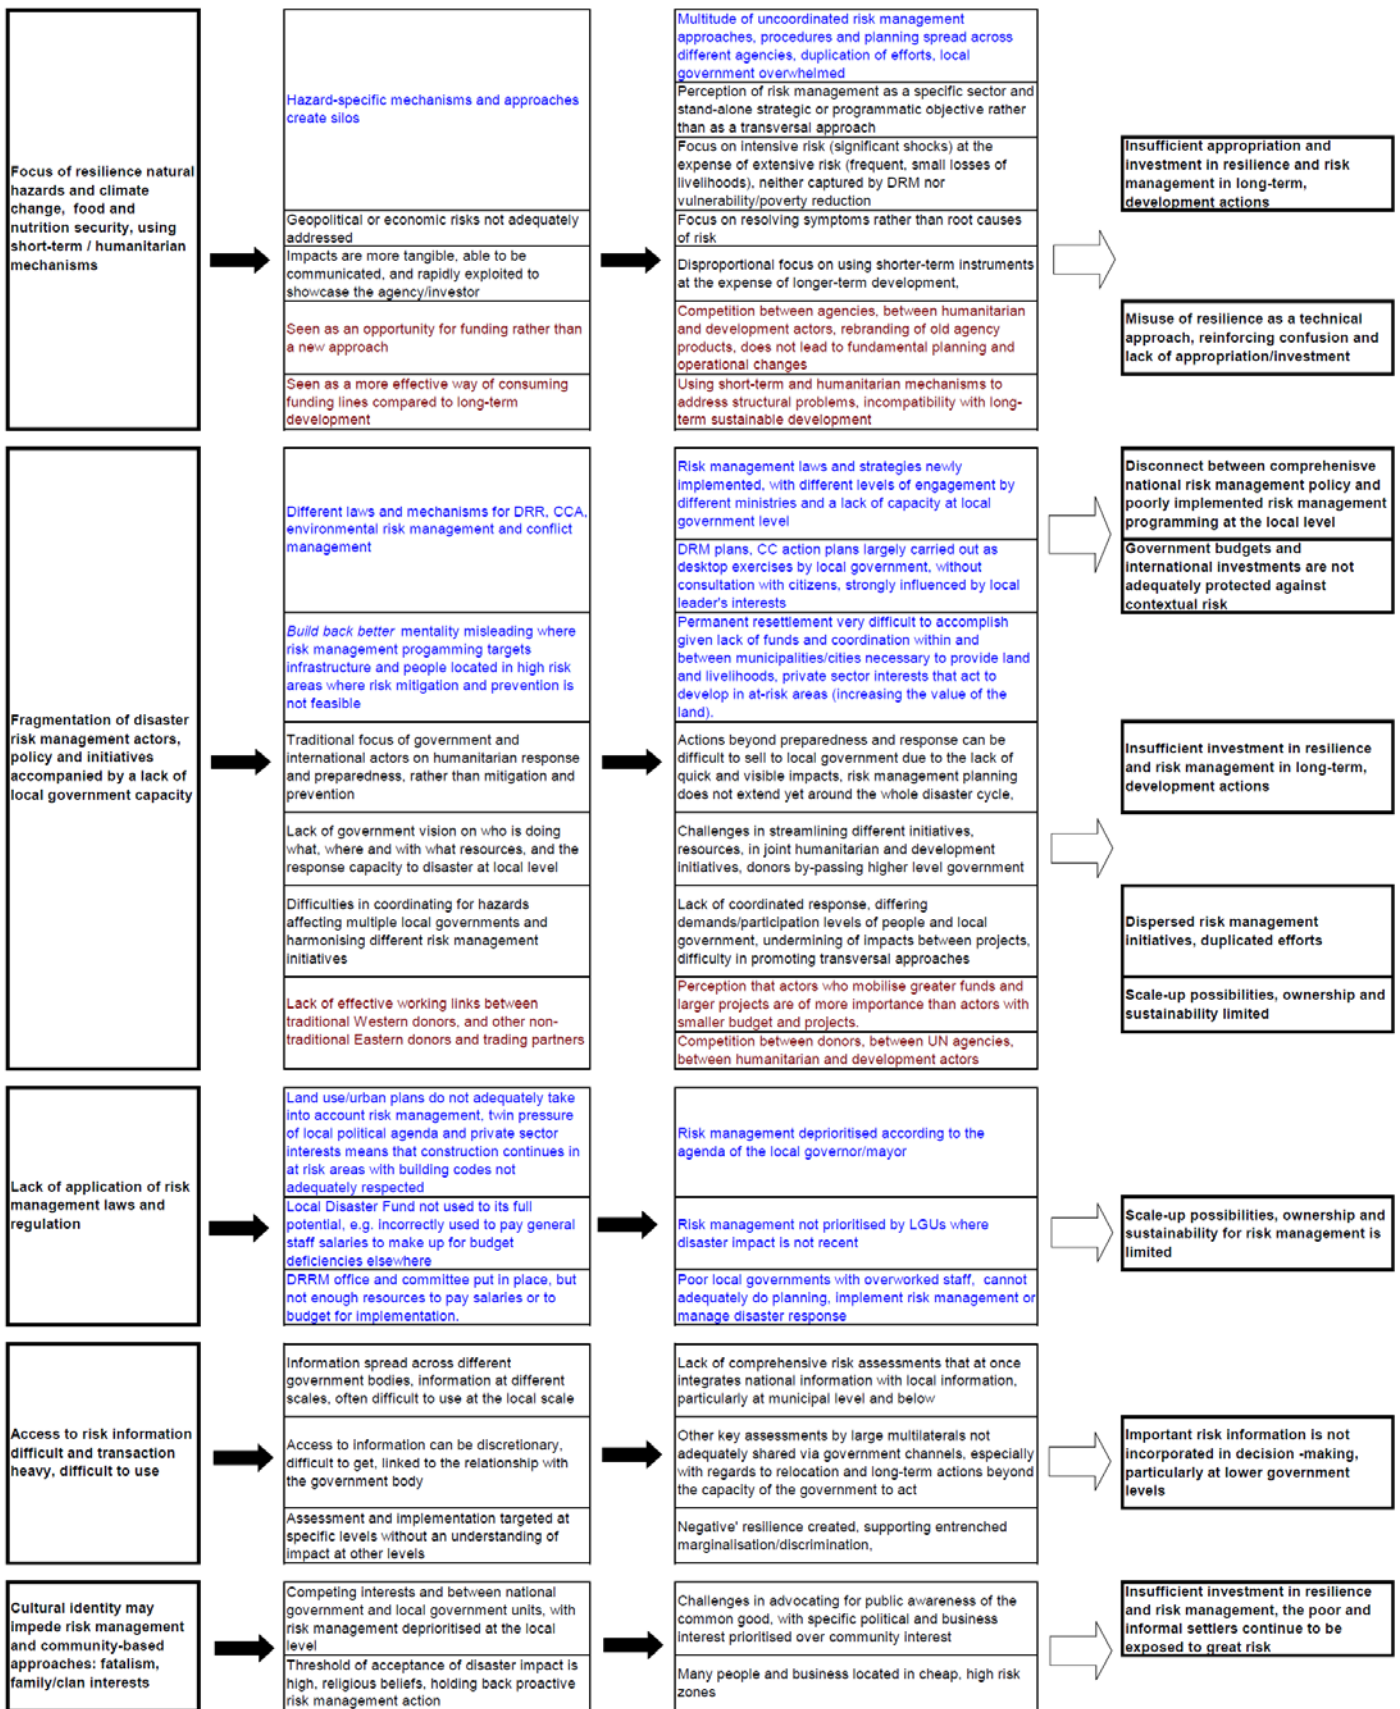 Focus of resilience natural
hazards and climate
change,  food and
nutrition security, using
short-term / humanitarian
mechanisms
Hazard-specific mechanisms and approaches
create silos
Geopolitical or economic risks not adequately
addressed
Impacts are more tangible, able to be
communicated, and rapidly exploited to
showcase the agency/investor
Seen as an opportunity for funding rather than
a new approach
Seen as a more effective way of consuming
funding lines compared to long-term
development
Multitude of uncoordinated risk management
approaches, procedures and planning spread across
different agencies, duplication of efforts, local
government overwhelmed
Perception of risk management as a specific sector and
stand-alone strategic or programmatic objective rather
than as a transversal approach
Focus on intensive risk (significant shocks) at the
expense of extensive risk (frequent, small losses of
livelihoods), neither captured by DRM nor
vulnerability/poverty reduction
Focus on resolving symptoms rather than root causes
of risk
Disproportional focus on using shorter-term instruments
at the expense of longer-term development,
Competition between agencies, between humanitarian
and development actors, rebranding of old agency
products, does not lead to fundamental planning and
operational changes
Using short-term and humanitarian mechanisms to
address structural problems, incompatibility with long-
term sustainable development
Insufficient appropriation and
investment in resilience and risk
management in long-term,
development actions
Misuse of resilience as a technical
approach, reinforcing confusion and
lack of appropriation/investment
Fragmentation of disaster
risk management actors,
policy and initiatives
accompanied by a lack of
local government capacity
Different laws and mechanisms for DRR, CCA,
environmental risk management and conflict
management
Build back better mentality misleading where
risk management progamming targets
infrastructure and people located in high risk
areas where risk mitigation and prevention is
not feasible
Traditional focus of government and
international actors on humanitarian response
and preparedness, rather than mitigation and
prevention
Lack of government vision on who is doing
what, where and with what resources, and the
response capacity to disaster at local level
Difficulties in coordinating for hazards
affecting multiple local governments and
harmonising different risk management
initiatives
Lack of effective working links between
traditional Western donors, and other non-
traditional Eastern donors and trading partners
Risk management laws and strategies newly
implemented, with different levels of engagement by
different ministries and a lack of capacity at local
government level
DRM plans, CC action plans largely carried out as
desktop exercises by local government, without
consultation with citizens, strongly influenced by local
leader's interests
Permanent resettlement very difficult to accomplish
given lack of funds and coordination within and
between municipalities/cities necessary to provide land
and livelihoods, private sector interests that act to
develop in at-risk areas (increasing the value of the
land).
Actions beyond preparedness and response can be
difficult to sell to local government due to the lack of
quick and visible impacts, risk management planning
does not extend yet around the whole disaster cycle,
Challenges in streamlining different initiatives,
resources, in joint humanitarian and development
initiatives, donors by-passing higher level government
Lack of coordinated response, differing
demands/participation levels of people and local
government, undermining of impacts between projects,
difficulty in promoting transversal approaches
Perception that actors who mobilise greater funds and
larger projects are of more importance than actors with
smaller budget and projects.
Competition between donors, between UN agencies,
between humanitarian and development actors
Disconnect between comprehenisve
national risk management policy and
poorly implemented risk management
programming at the local level
Government budgets and
international investments are not
adequately protected against
contextual risk
Insufficient investment in resilience
and risk management in long-term,
development actions
Dispersed risk management
initiatives, duplicated efforts
Scale-up possibilities, ownership and
sustainability limited
Lack of application of risk
management laws and
regulation
Land use/urban plans do not adequately take
into account risk management, twin pressure
of local political agenda and private sector
interests means that construction continues in
at risk areas with building codes not
adequately respected
Local Disaster Fund not used to its full
potential, e.g. incorrectly used to pay general
staff salaries to make up for budget
deficiencies elsewhere
DRRM office and committee put in place, but
not enough resources to pay salaries or to
budget for implementation.
Risk management deprioritised according to the
agenda of the local governor/mayor
Risk management not prioritised by LGUs where
disaster impact is not recent
Poor local governments with overworked staff,  cannot
adequately do planning, implement risk management or
manage disaster response
Scale-up possibilities, ownership and
sustainability for risk management is
limited
Access to risk information
difficult and transaction
heavy, difficult to use
Information spread across different
government bodies, information at different
scales, often difficult to use at the local scale
Access to information can be discretionary,
difficult to get, linked to the relationship with
the government body
Assessment and implementation targeted at
specific levels without an understanding of
impact at other levels
Lack of comprehensive risk assessments that at once
integrates national information with local information,
particularly at municipal level and below
Other key assessments by large multilaterals not
adequately shared via government channels, especially
with regards to relocation and long-term actions beyond
the capacity of the government to act
Negative' resilience created, supporting entrenched
marginalisation/discrimination,
Important risk information is not
incorporated in decision -making,
particularly at lower government
levels
Cultural identity may
impede risk management
and community-based
approaches: fatalism,
family/clan interests
Competing interests and between national
government and local government units, with
risk management deprioritised at the local
level
Threshold of acceptance of disaster impact is
high, religious beliefs, holding back proactive
risk management action
Challenges in advocating for public awareness of the
common good, with specific political and business
interest prioritised over community interest
Many people and business located in cheap, high risk
zones
Insufficient investment in resilience
and risk management, the poor and
informal settlers continue to be
exposed to great risk